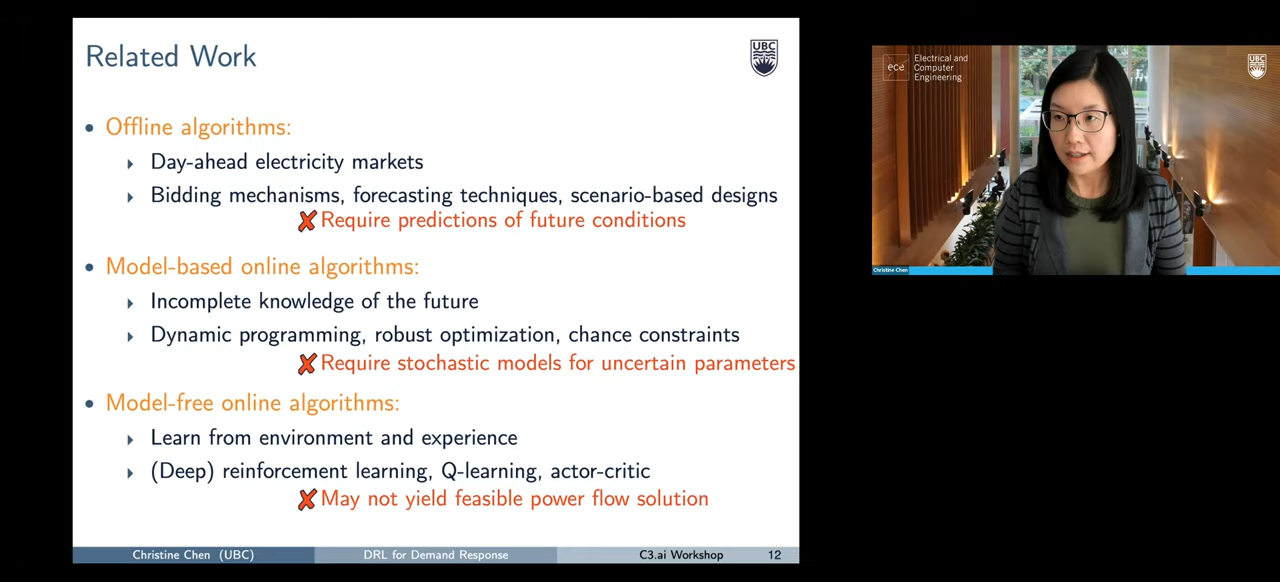 Related Work
UBC
• Offline algorithms:
Day-ahead electricity markets
Bidding mechanisms, forecasting techniques, scenario-based designs
✘ Require predictions of future conditions
• Model-based online algorithms:
Incomplete knowledge of the future
Dynamic programming, robust optimization, chance constraints
✘ Require stochastic models for uncertain parameters
• Model-free online algorithms:
Learn from environment and experience
(Deep) reinforcement learning, Q-learning, actor-critic
✘ May not yield feasible power flow solution
Christine Chen (UBC) DRL for Demand Response C3.ai Workshop 12
ece
Electrical and
Computer
Engineering
UBC
Christine Chen